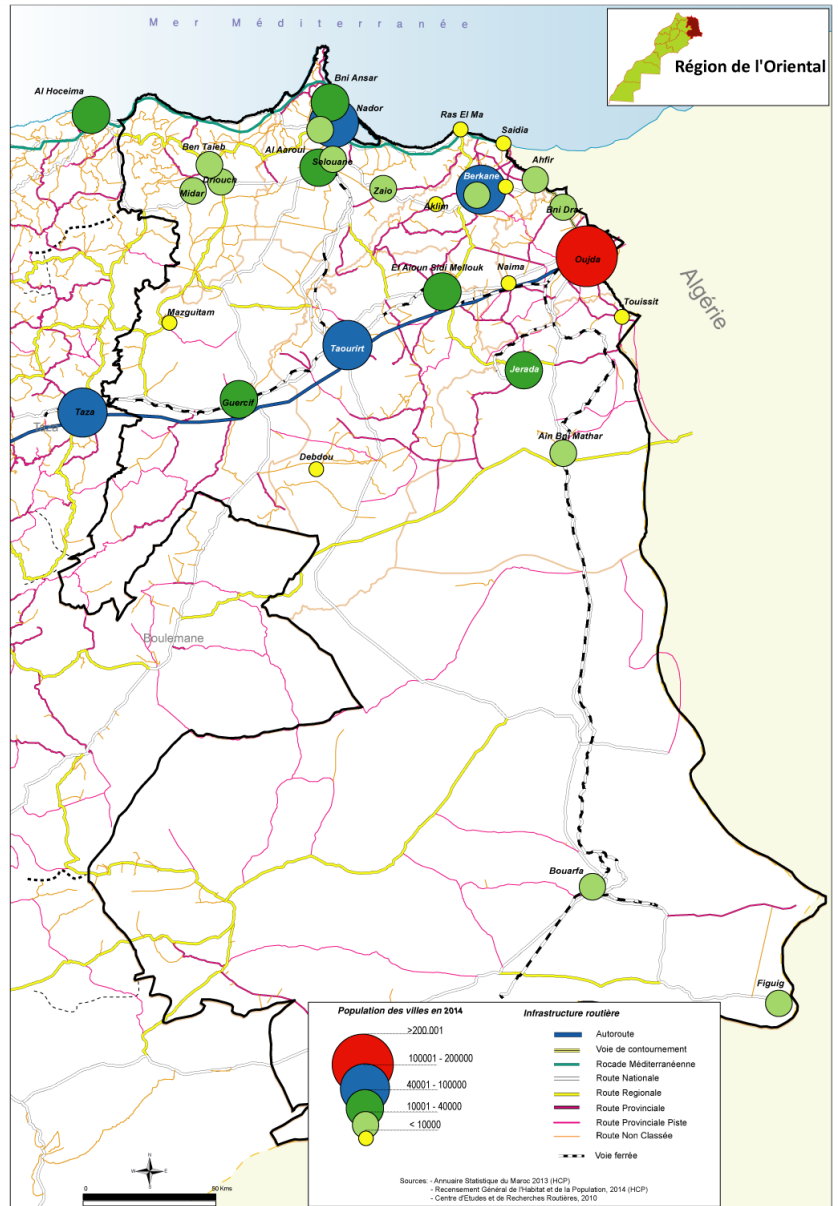 Mer Méditerranée
Région de l'Oriental
Al Hoceima
Bni Ansar
Nador
Ras El Ma
Saidia
Ben Taieb
Al Aaroui
Selouane
Ahfir
Berkane
Driouch
Midar
Zaio
Aklim
Bni Drar
Oujda
El Aioun Sidi Mellouk
Naima
Algérie
Touissit
Mazguitam
Taourirt
Jerada
Guercif
Taza
Taza
Ain Bni Mathar
Debdou
Boulemane
Bouarfa
Figuig
Population des villes en 2014
>200.001
100001 - 200000
40001 - 100000
10001 - 40000
< 10000
Infrastructure routière
Autoroute
Voie de contournement
Rocade Méditerranéenne
Route Nationale
Route Regionale
Route Provinciale
Route Provinciale Piste
Route Non Classée
Voie ferrée
Sources: - Annuaire Statistique du Maroc 2013 (HCP)
- Recensement Général de l'Habitat et de la Population, 2014 (HCP)
- Centre d'Etudes et de Recherches Routières, 2010
N
W E
S
0 80 Kms